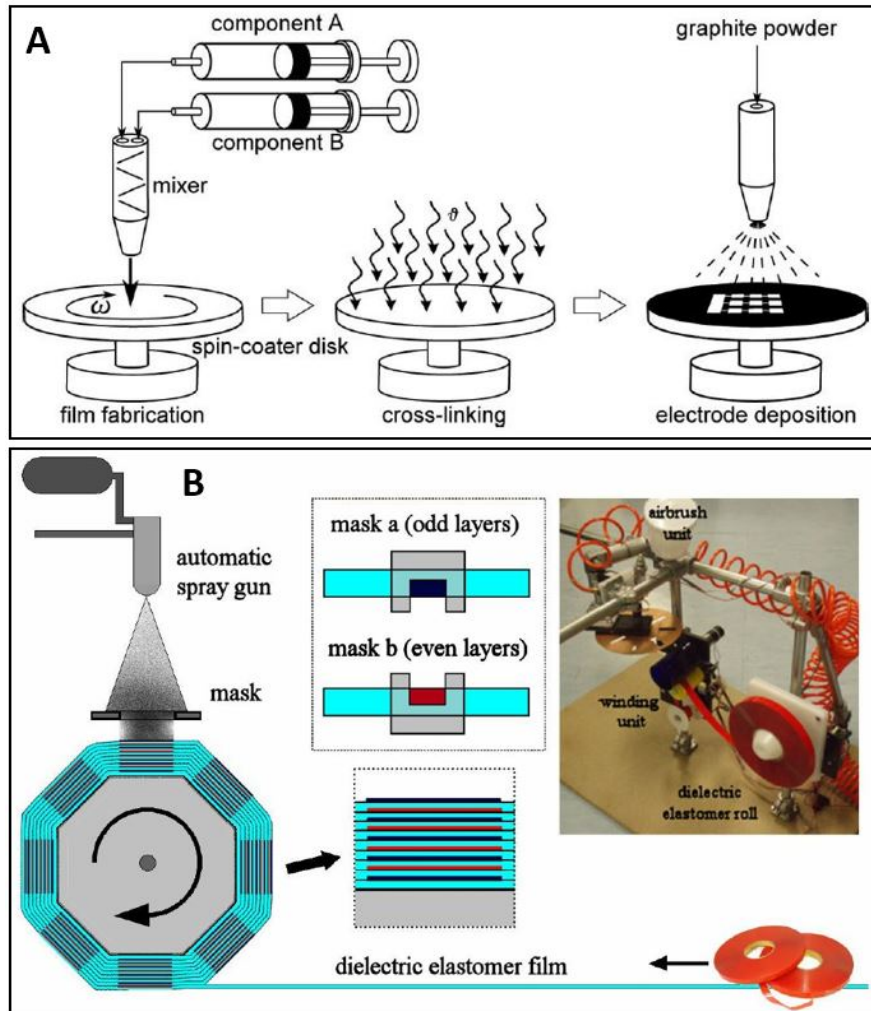 A
component A
component B
mixer
graphite powder
ϑ
ω
spin-coater disk
film fabrication
cross-linking
electrode deposition
B
automatic
spray gun
mask
mask a (odd layers)
mask b (even layers)
airbrush
unit
winding
unit
dielectric
elastomer roll
dielectric elastomer film